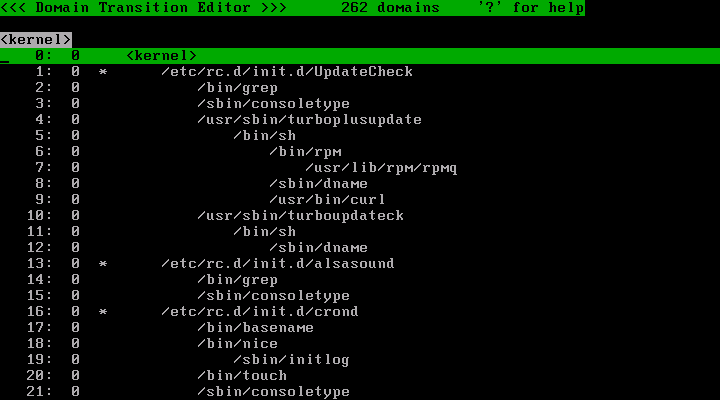 <<< Domain Transition Editor >>>      262 domains    '?' for help
<kernel>
    0:  0     <kernel>
    1:  0  *      /etc/rc.d/init.d/UpdateCheck
    2:  0             /bin/grep
    3:  0             /sbin/consoletype
    4:  0             /usr/sbin/turboplusupdate
    5:  0                 /bin/sh
    6:  0                     /bin/rpm
    7:  0                         /usr/lib/rpm/rpmq
    8:  0                     /sbin/dname
    9:  0                     /usr/bin/curl
   10:  0             /usr/sbin/turboupdateck
   11:  0                 /bin/sh
   12:  0                     /sbin/dname
   13:  0  *      /etc/rc.d/init.d/alsasound
   14:  0             /bin/grep
   15:  0             /sbin/consoletype
   16:  0  *      /etc/rc.d/init.d/crond
   17:  0             /bin/basename
   18:  0             /bin/nice
   19:  0                 /sbin/initlog
   20:  0             /bin/touch
   21:  0             /sbin/consoletype